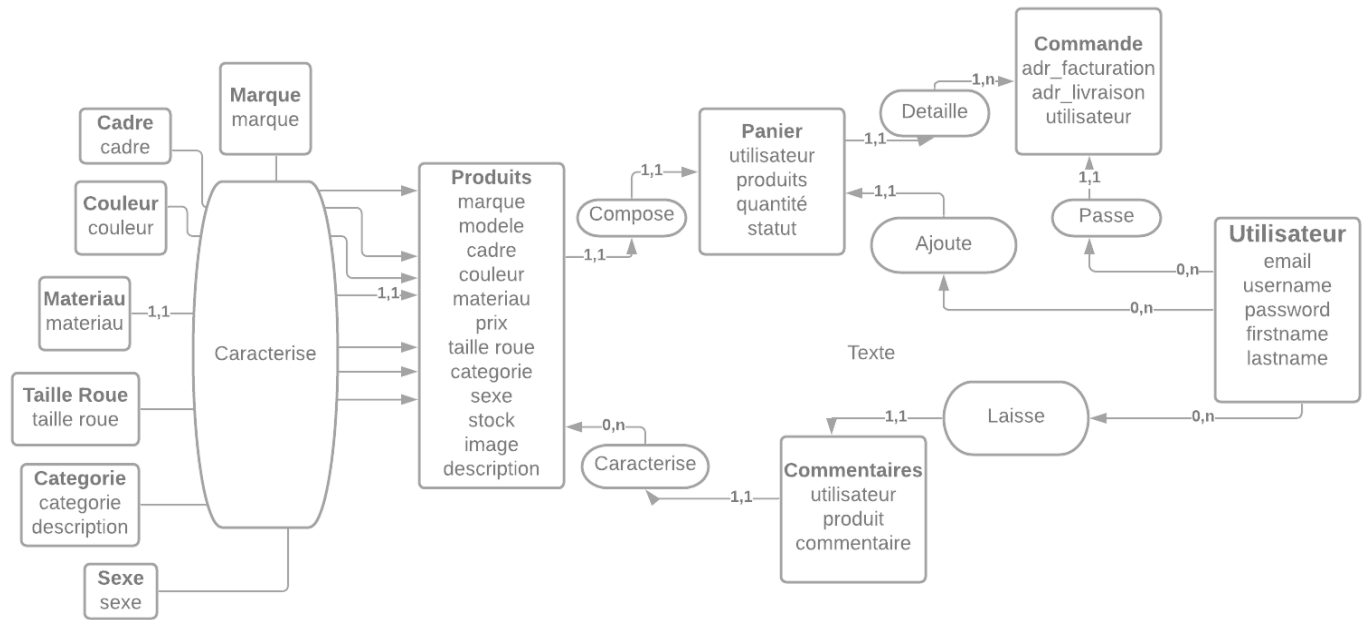 Marque
marque
Cadre
cadre
Couleur
couleur
Materiau
materiau
1,1
Taille Roue
taille roue
Categorie
categorie
description
Sexe
sexe
Caracterise
1,1
Produits
marque
modele
cadre
couleur
materiau
prix
taille roue
categorie
sexe
stock
image
description
1,1
Compose
1,1
Panier
utilisateur
produits
quantité
statut
1,1
Detaille
1,n
Commande
adr_facturation
adr_livraison
utilisateur
1,1
Ajoute
0,n
1,1
Passe
0,n
Utilisateur
email
username
password
firstname
lastname
Texte
0,n
Laisse
1,1
Commentaires
utilisateur
produit
commentaire
1,1
Caracterise
0,n